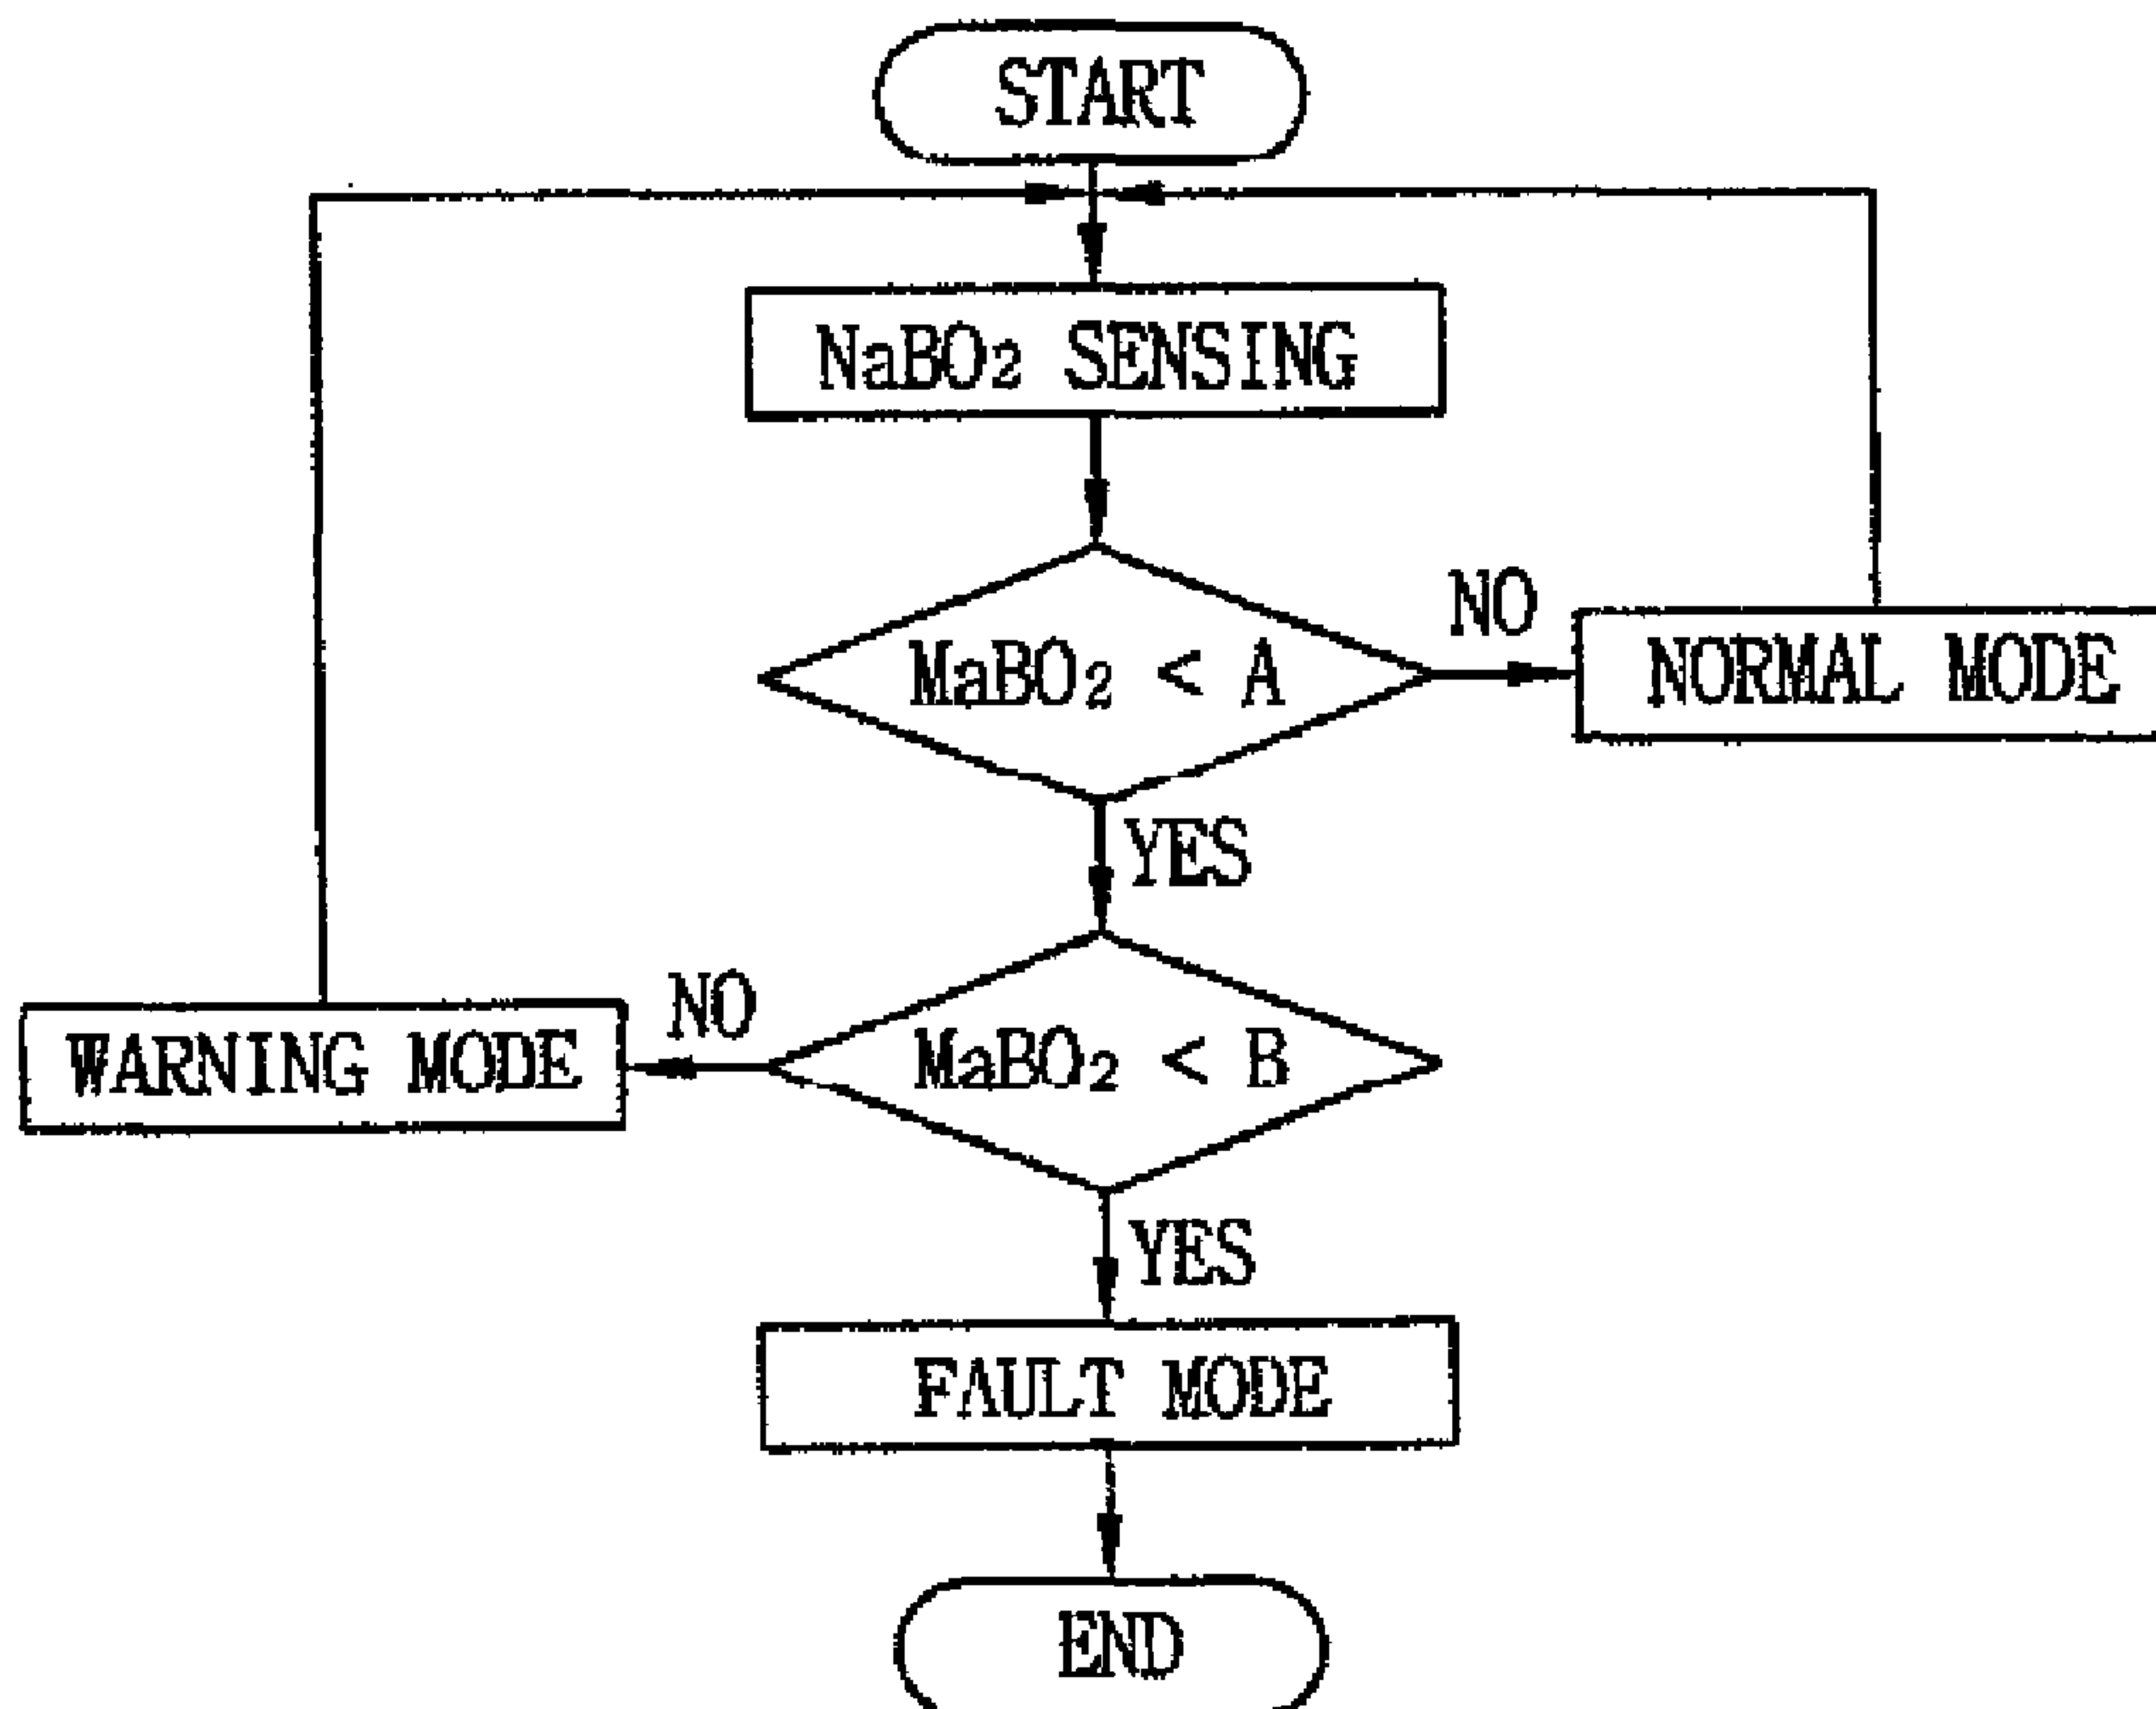 START
NaBO₂ SENSING
MaBO₂ < A
NO
NORMAL MODE
YES
MaBO₂ < B
NO
WARNING MODE
YES
FAULT MODE
END